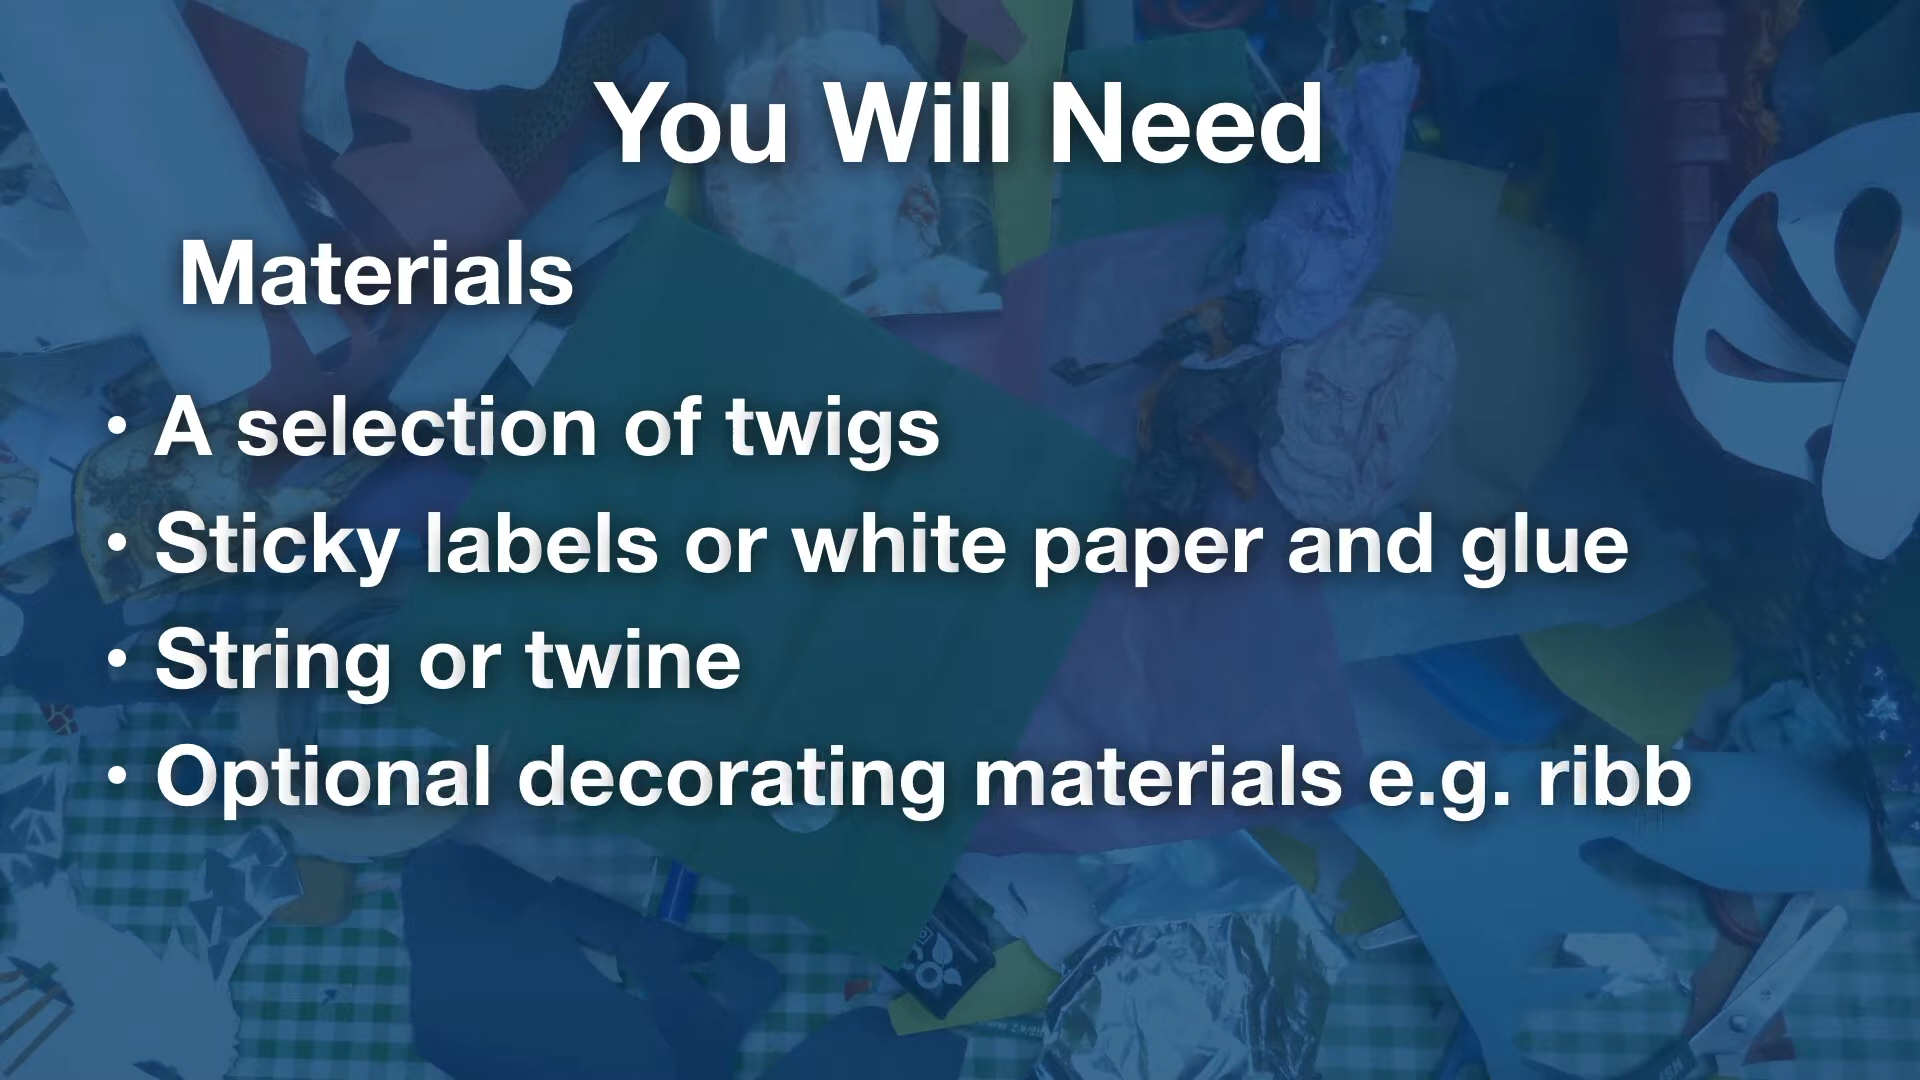 You Will Need
Materials
• A selection of twigs
• Sticky labels or white paper and glue
• String or twine
• Optional decorating materials e.g. ribb